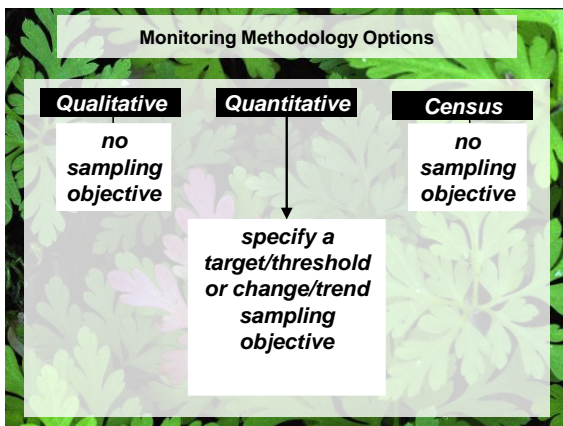 Monitoring Methodology Options
Qualitative
no
sampling
objective
Quantitative
specify a
target/threshold
or change/trend
sampling
objective
Census
no
sampling
objective